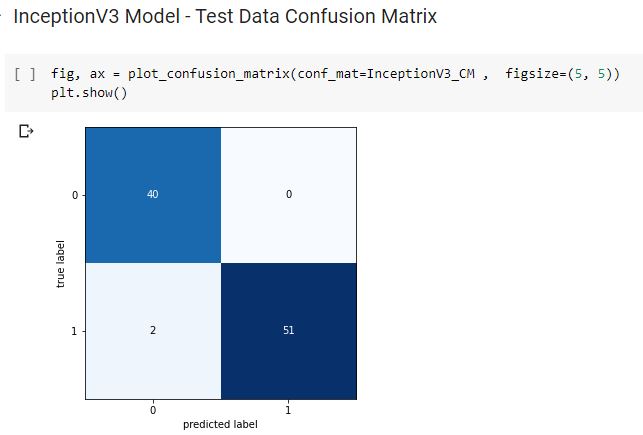 InceptionV3 Model - Test Data Confusion Matrix
[ ] fig, ax = plot_confusion_matrix(conf_mat=InceptionV3_CM ,  figsize=(5, 5))
plt.show()
0
40
0
true label
1
2
51
0
1
predicted label